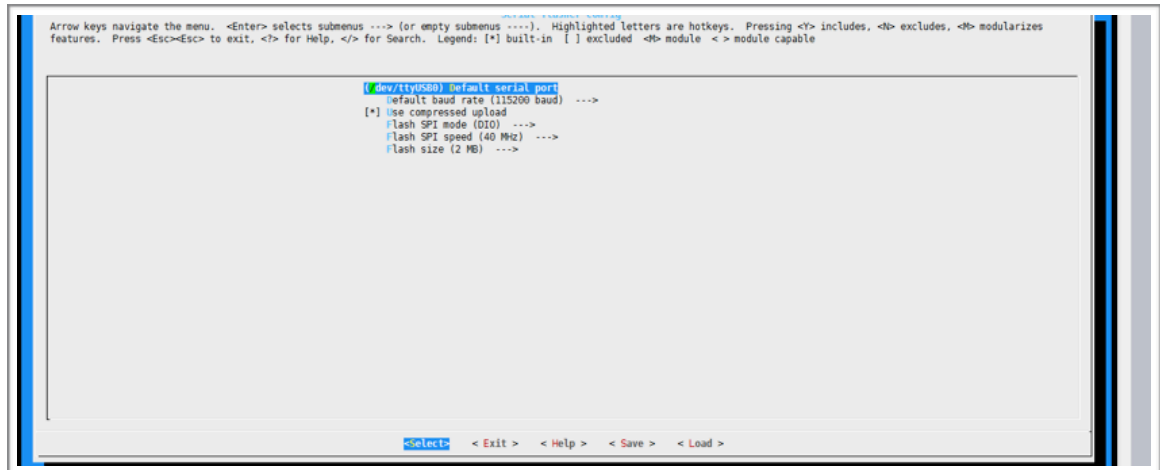 Serial flasher config
Arrow keys navigate the menu.  <Enter> selects submenus ---> (or empty submenus ----).  Highlighted letters are hotkeys.  Pressing <Y> includes, <N> excludes, <M> modularizes
features.  Press <Esc><Esc> to exit, <?> for Help, </> for Search.  Legend: [*] built-in  [ ] excluded  <M> module  < > module capable
(/dev/ttyUSB0) Default serial port
Default baud rate (115200 baud)  --->
[*] Use compressed upload
Flash SPI mode (DIO)  --->
Flash SPI speed (40 MHz)  --->
Flash size (2 MB)  --->
<Select>    < Exit >    < Help >    < Save >    < Load >